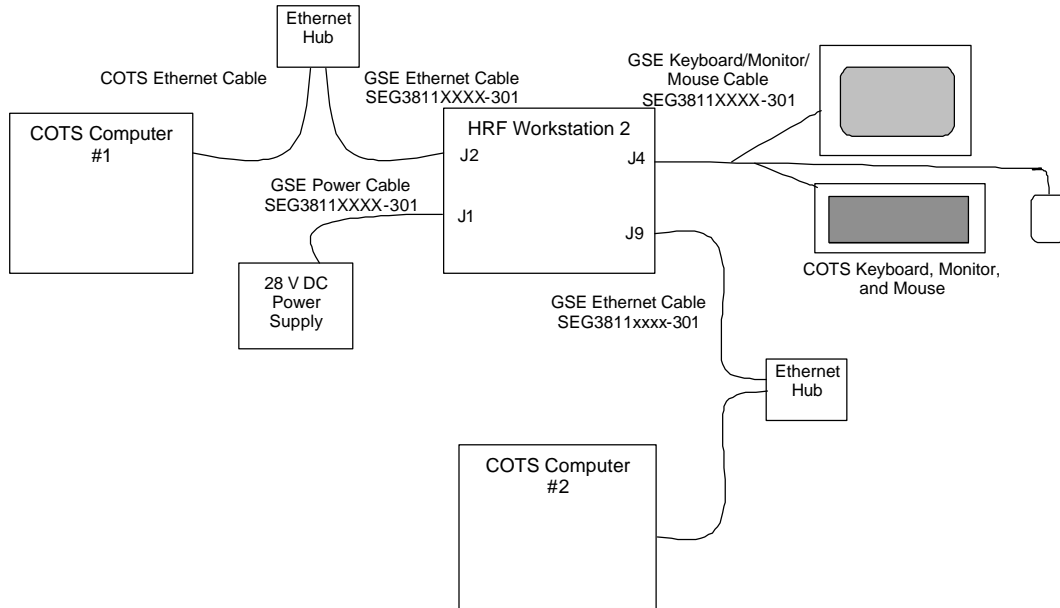 Ethernet
Hub
COTS Ethernet Cable
GSE Ethernet Cable
SEG3811XXXX-301
GSE Keyboard/Monitor/
Mouse Cable
SEG3811XXXX-301
COTS Computer
#1
HRF Workstation 2
J2
J4
GSE Power Cable
SEG3811XXXX-301
J1
J9
28 V DC
Power
Supply
COTS Keyboard, Monitor,
and Mouse
GSE Ethernet Cable
SEG3811xxxx-301
Ethernet
Hub
COTS Computer
#2